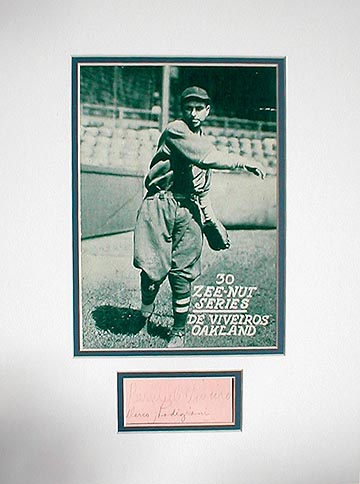 30
ZEE-NUT
SERIES
DE VIVEIROS
OAKLAND
Dario Lodigiani